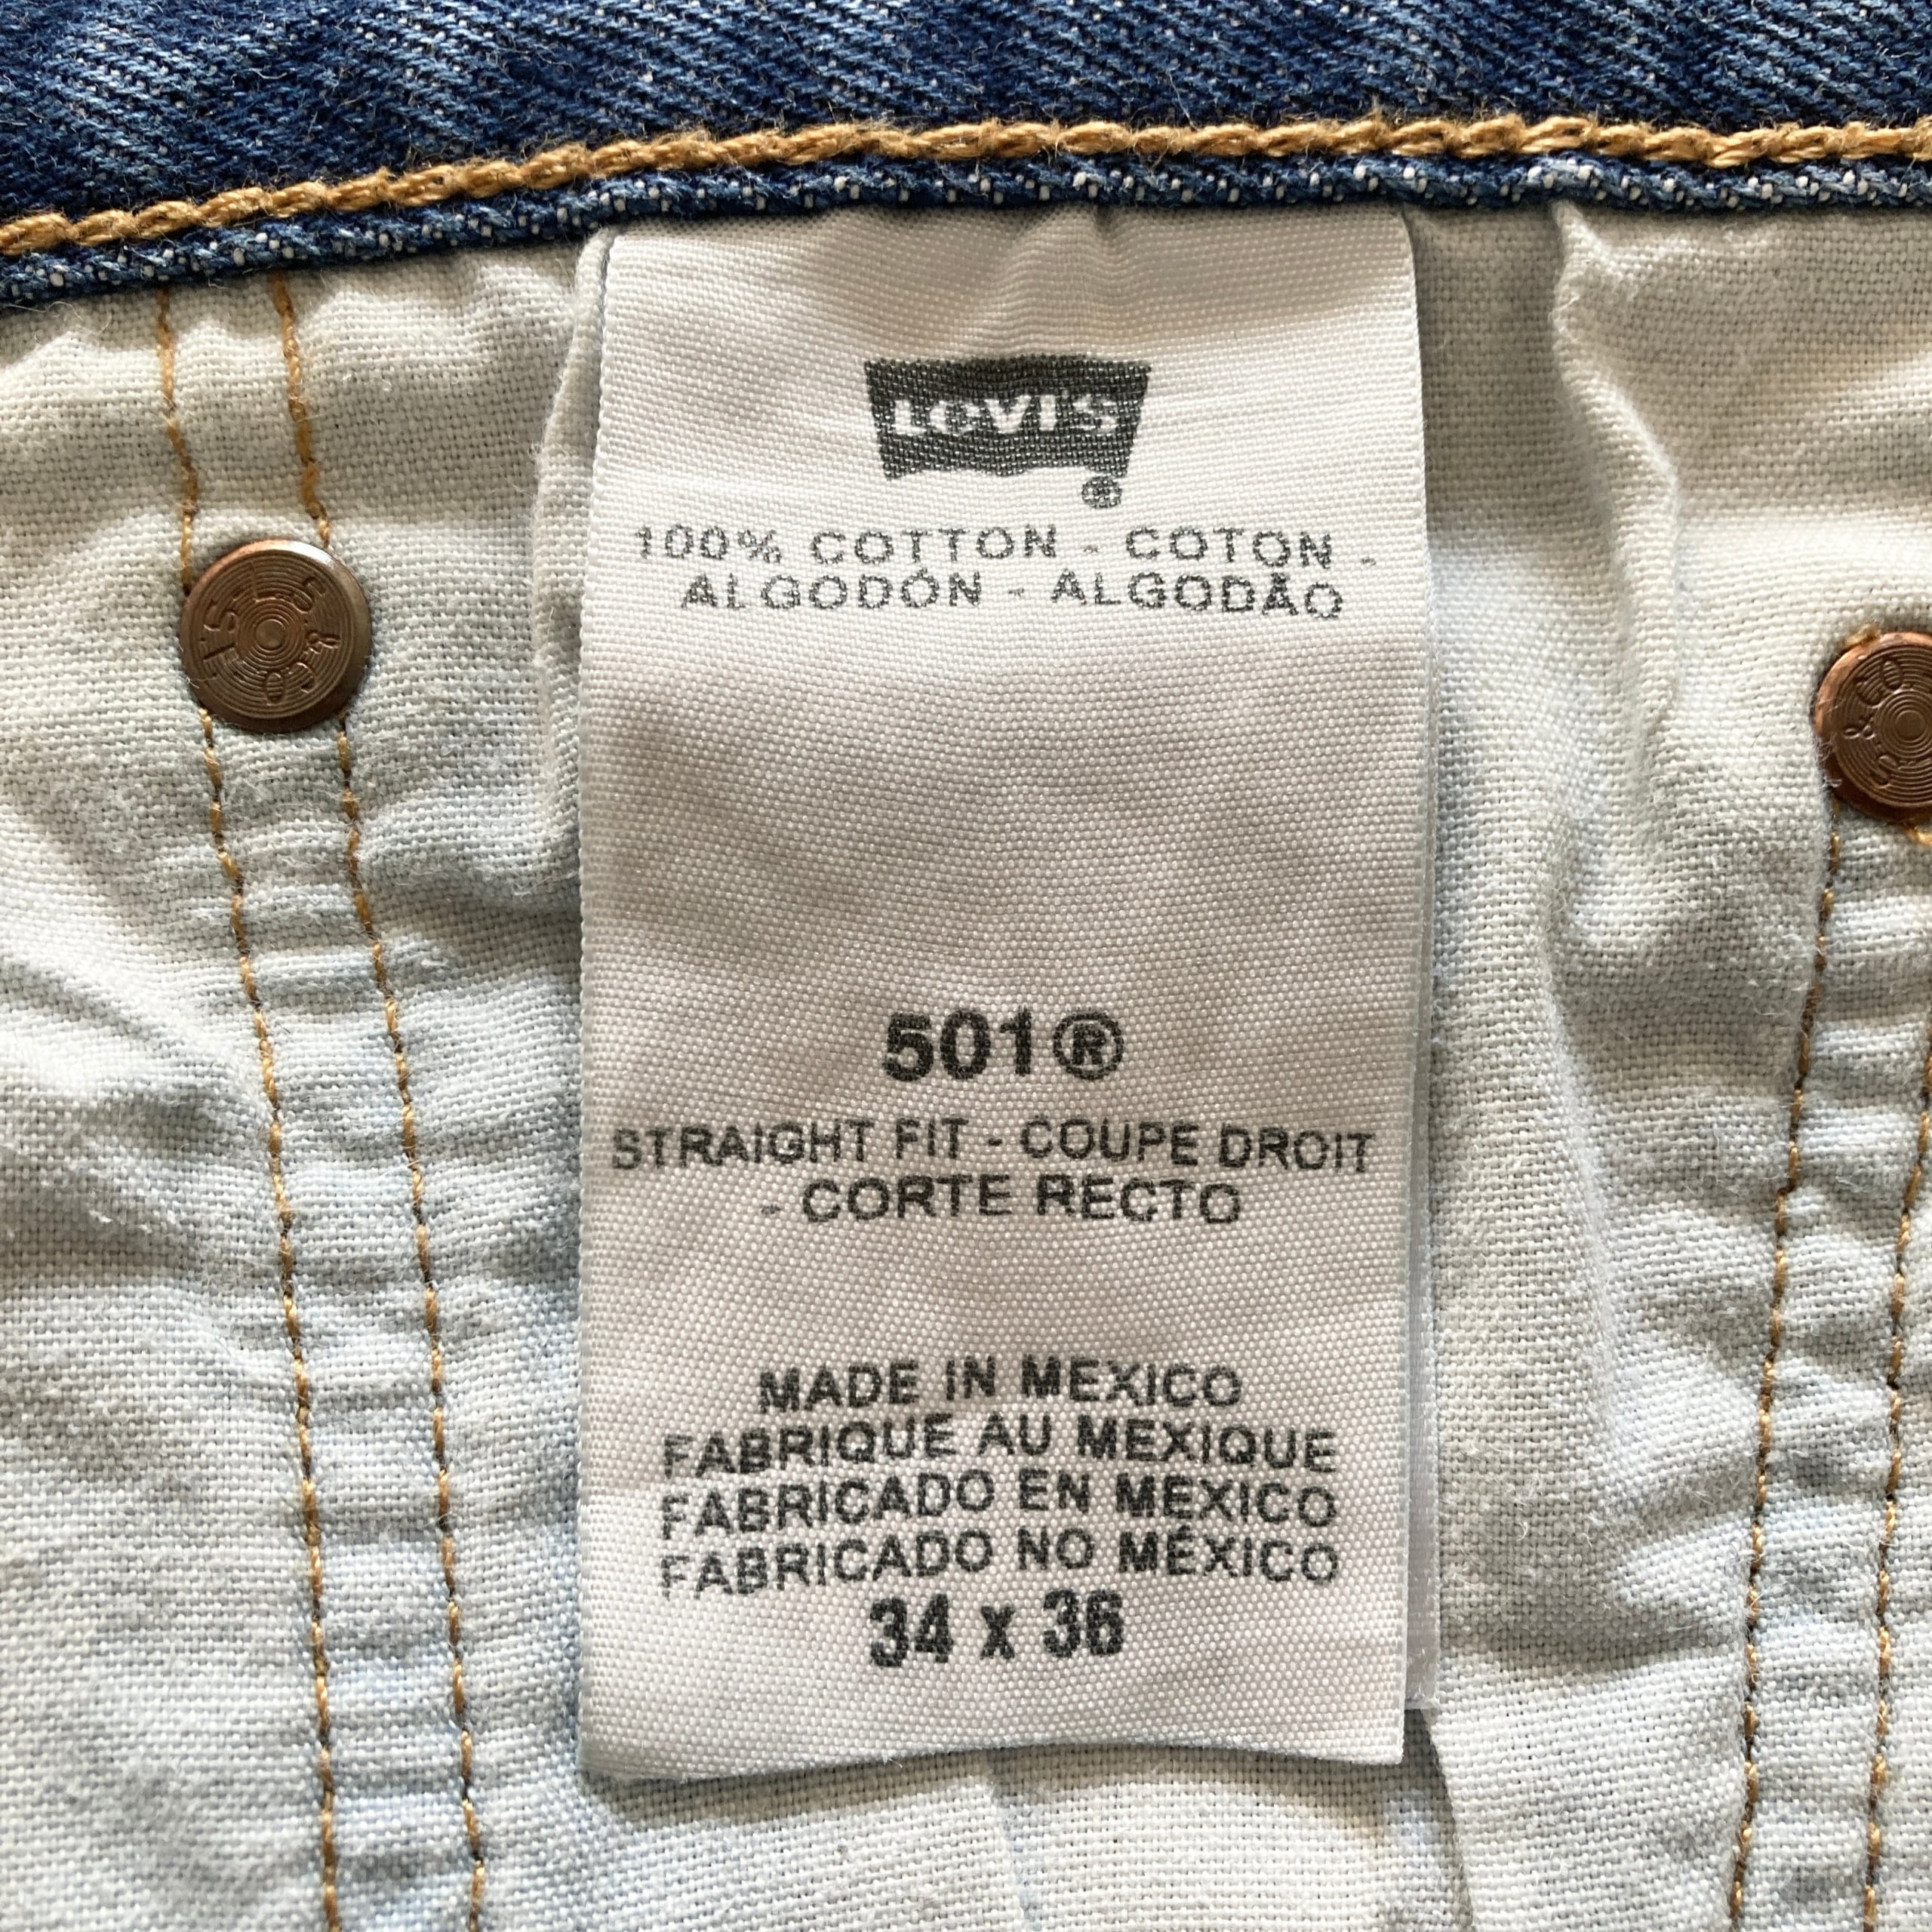 LEVI'S
®
100% COTTON - COTON -
ALGODÓN - ALGODÃO
501®
STRAIGHT FIT - COUPE DROIT
- CORTE RECTO
MADE IN MEXICO
FABRIQUE AU MEXIQUE
FABRICADO EN MEXICO
FABRICADO NO MÉXICO
34 x 36